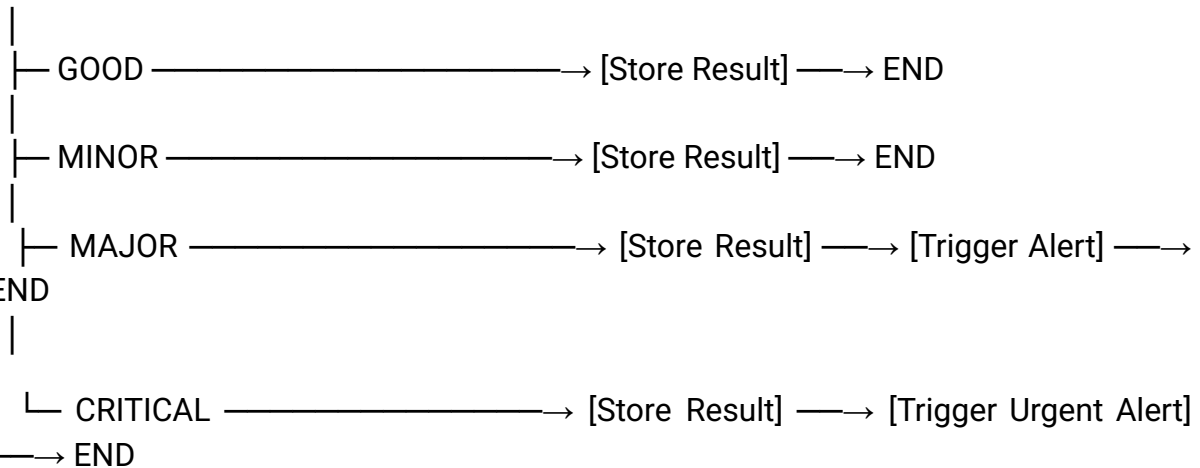 │
├─ GOOD ─────────────────────→ [Store Result] ──→ END
│
├─ MINOR ────────────────────→ [Store Result] ──→ END
│
├─ MAJOR ────────────────────→ [Store Result] ──→ [Trigger Alert] ──→
END
│
└─ CRITICAL ─────────────────→ [Store Result] ──→ [Trigger Urgent Alert]
──→ END